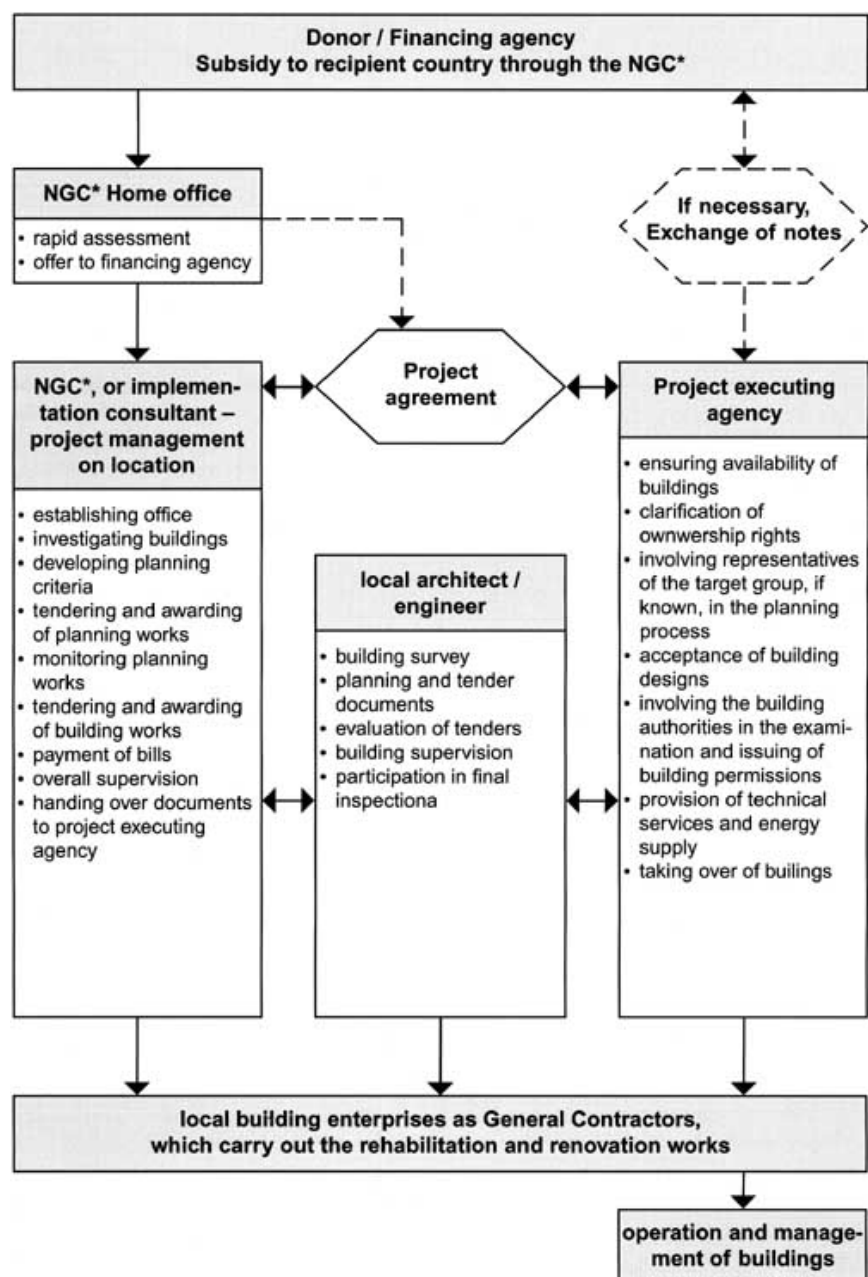 Donor / Financing agency
Subsidy to recipient country through the NGC*
NGC* Home office
• rapid assessment
• offer to financing agency
If necessary,
Exchange of notes
Project
agreement
NGC*, or implemen-
tation consultant –
project management
on location
• establishing office
• investigating buildings
• developing planning
criteria
• tendering and awarding
of planning works
• monitoring planning
works
• tendering and awarding
of building works
• payment of bills
• overall supervision
• handing over documents
to project executing
agency
local architect /
engineer
• building survey
• planning and tender
documents
• evaluation of tenders
• building supervision
• participation in final
inspectiona
Project executing
agency
• ensuring availability of
buildings
• clarification of
ownwership rights
• involving representatives
of the target group, if
known, in the planning
process
• acceptance of building
designs
• involving the building
authorities in the exami-
nation and issuing of
building permissions
• provision of technical
services and energy
supply
• taking over of builings
local building enterprises as General Contractors,
which carry out the rehabilitation and renovation works
operation and manage-
ment of buildings